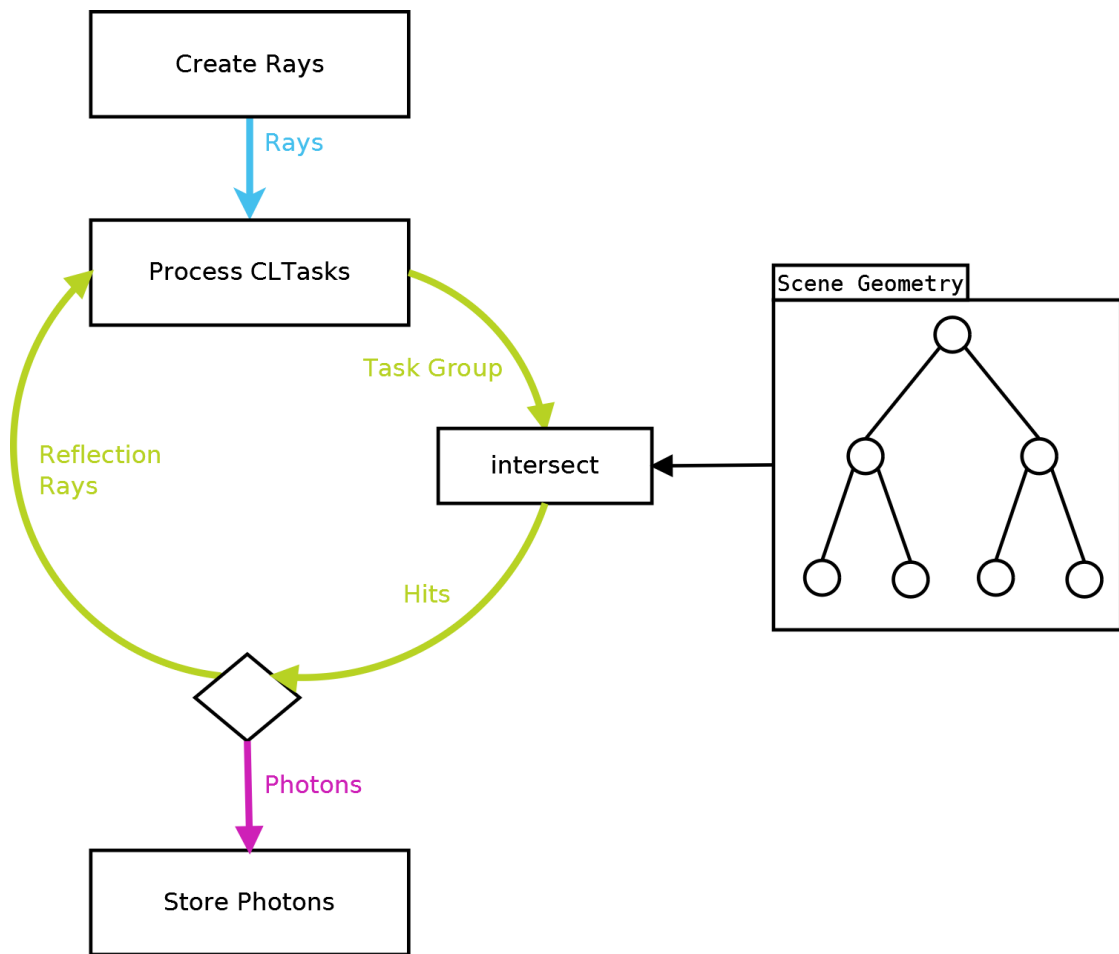 Create Rays
Rays
Process CLTasks
Scene Geometry
Task Group
Reflection
Rays
intersect
Hits
Photons
Store Photons